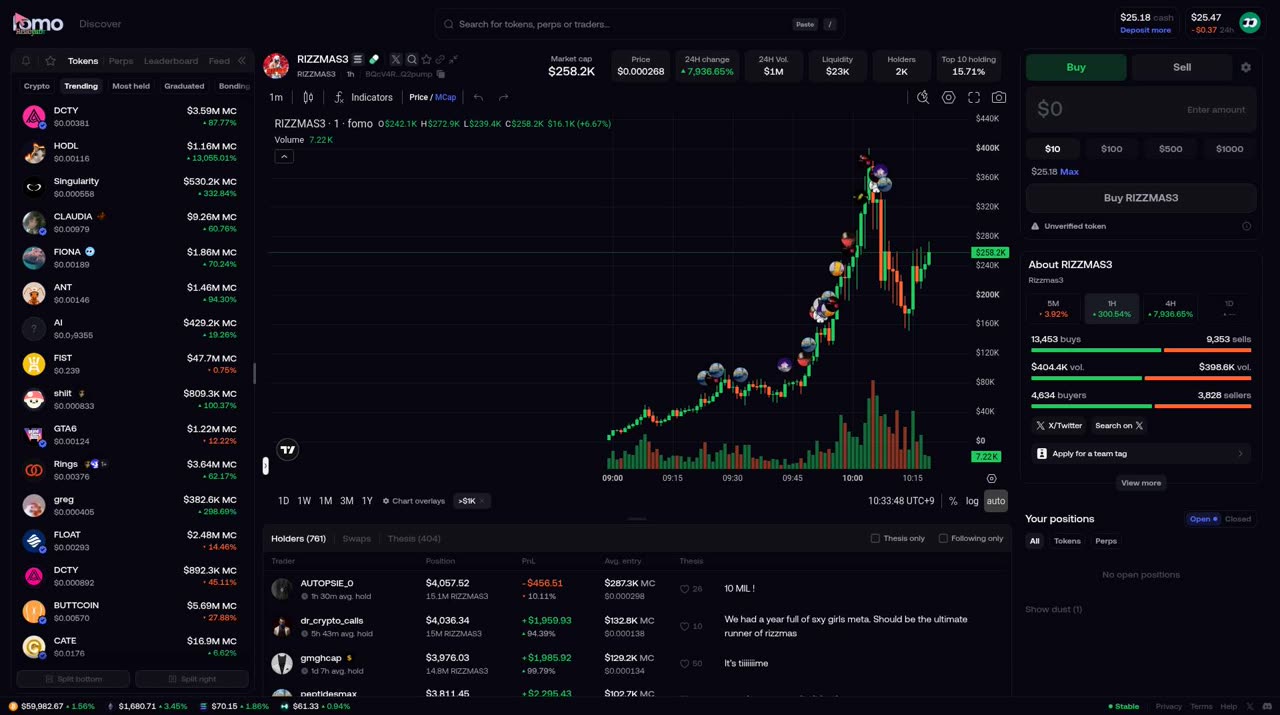 fomo
Discover
Search for tokens, perps or traders...
Paste
/
$25.18 cash
Deposit more
$25.47
- $0.37 24h
Tokens
Perps
Leaderboard
Feed
Crypto
Trending
Most held
Graduated
Bonding
DCTY $3.59M MC
$0.00381 87.77%
HODL $1.16M MC
$0.00116 13,055.01%
Singularity $530.2K MC
$0.000558 332.84%
CLAUDIA $9.26M MC
$0.00979 60.76%
FIONA $1.86M MC
$0.00189 70.24%
ANT $1.46M MC
$0.00146 94.30%
AI $429.2K MC
$0.0₇9355 19.26%
FIST $47.7M MC
$0.239 0.75%
shiit $809.3K MC
$0.000833 100.37%
GTA6 $1.22M MC
$0.00124 12.22%
Rings 1+ $3.64M MC
$0.00376 62.17%
greg $382.6K MC
$0.000405 298.69%
FLOAT $2.48M MC
$0.00293 14.46%
DCTY $892.3K MC
$0.000892 45.11%
BUTTCOIN $5.69M MC
$0.00570 27.88%
CATE $16.9M MC
$0.0176 6.62%
Split bottom
Split right
RIZZMAS3
RIZZMAS3 1h BQcV4R...Q2pump
Market cap
$258.2K
Price
$0.000268
24H change
7,936.65%
24H Vol.
$1M
Liquidity
$23K
Holders
2K
Top 10 holding
15.71%
1m
Indicators
Price / MCap
RIZZMAS3 · 1 · fomo O$242.1K H$272.9K L$239.4K C$258.2K $16.1K (+6.67%)
Volume 7.22K
$440K
$400K
$360K
$320K
$280K
$258.2K
$240K
$200K
$160K
$120K
$80K
$40K
$0
7.22K
09:00
09:15
09:30
09:45
10:00
10:15
1D 1W 1M 3M 1Y Chart overlays >$1K ×
10:33:48 UTC+9 % log auto
Holders (761)
Swaps
Thesis (404)
Thesis only
Following only
Trader Position PnL Avg. entry Thesis
AUTOPSIE_0 $4,057.52 - $456.51 $287.3K MC
1h 30m avg. hold 15.1M RIZZMAS3 10.11% $0.000298
26
10 MIL !
dr_crypto_calls $4,036.34 + $1,959.93 $132.8K MC
5h 43m avg. hold 15M RIZZMAS3 94.39% $0.000138
10
We had a year full of sxy girls meta. Should be the ultimate
runner of rizzmas
gmghcap $3,976.03 + $1,985.92 $129.2K MC
1d 7h avg. hold 14.8M RIZZMAS3 99.79% $0.000134
50
It's tiiiiiime
peptidesmax $3,811.45 + $2,295.43 $102.7K MC
Buy
Sell
$0
Enter amount
$10
$100
$500
$1000
$25.18 Max
Buy RIZZMAS3
Unverified token
About RIZZMAS3
Rizzmas3
5M
3.92%
1H
300.54%
4H
7,936.65%
1D
--
13,453 buys 9,353 sells
$404.4K vol. $398.6K vol.
4,634 buyers 3,828 sellers
X/Twitter
Search on X
Apply for a team tag
View more
Your positions
Open
Closed
All
Tokens
Perps
No open positions
Show dust (1)
$59,982.67 1.56% $1,680.71 3.45% $70.15 1.86% $61.33 0.94%
Stable
Privacy
Terms
Help